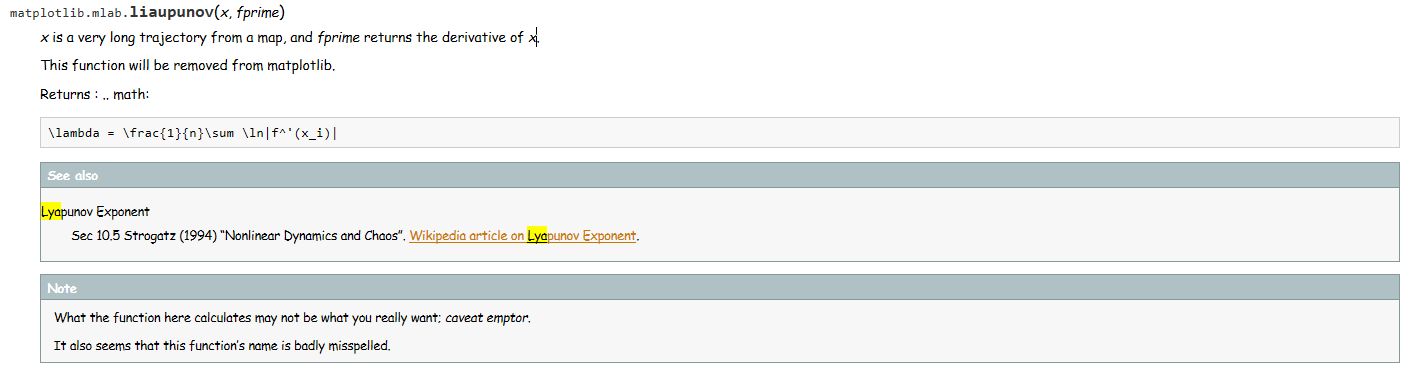 matplotlib.mlab.liaupunov(x, fprime)
x is a very long trajectory from a map, and fprime returns the derivative of x.
This function will be removed from matplotlib.
Returns : .. math:
\lambda = \frac{1}{n}\sum \ln|f^'(x_i)|
See also
Lyapunov Exponent
Sec 10.5 Strogatz (1994) “Nonlinear Dynamics and Chaos”. Wikipedia article on Lyapunov Exponent.
Note
What the function here calculates may not be what you really want; caveat emptor.
It also seems that this function’s name is badly misspelled.